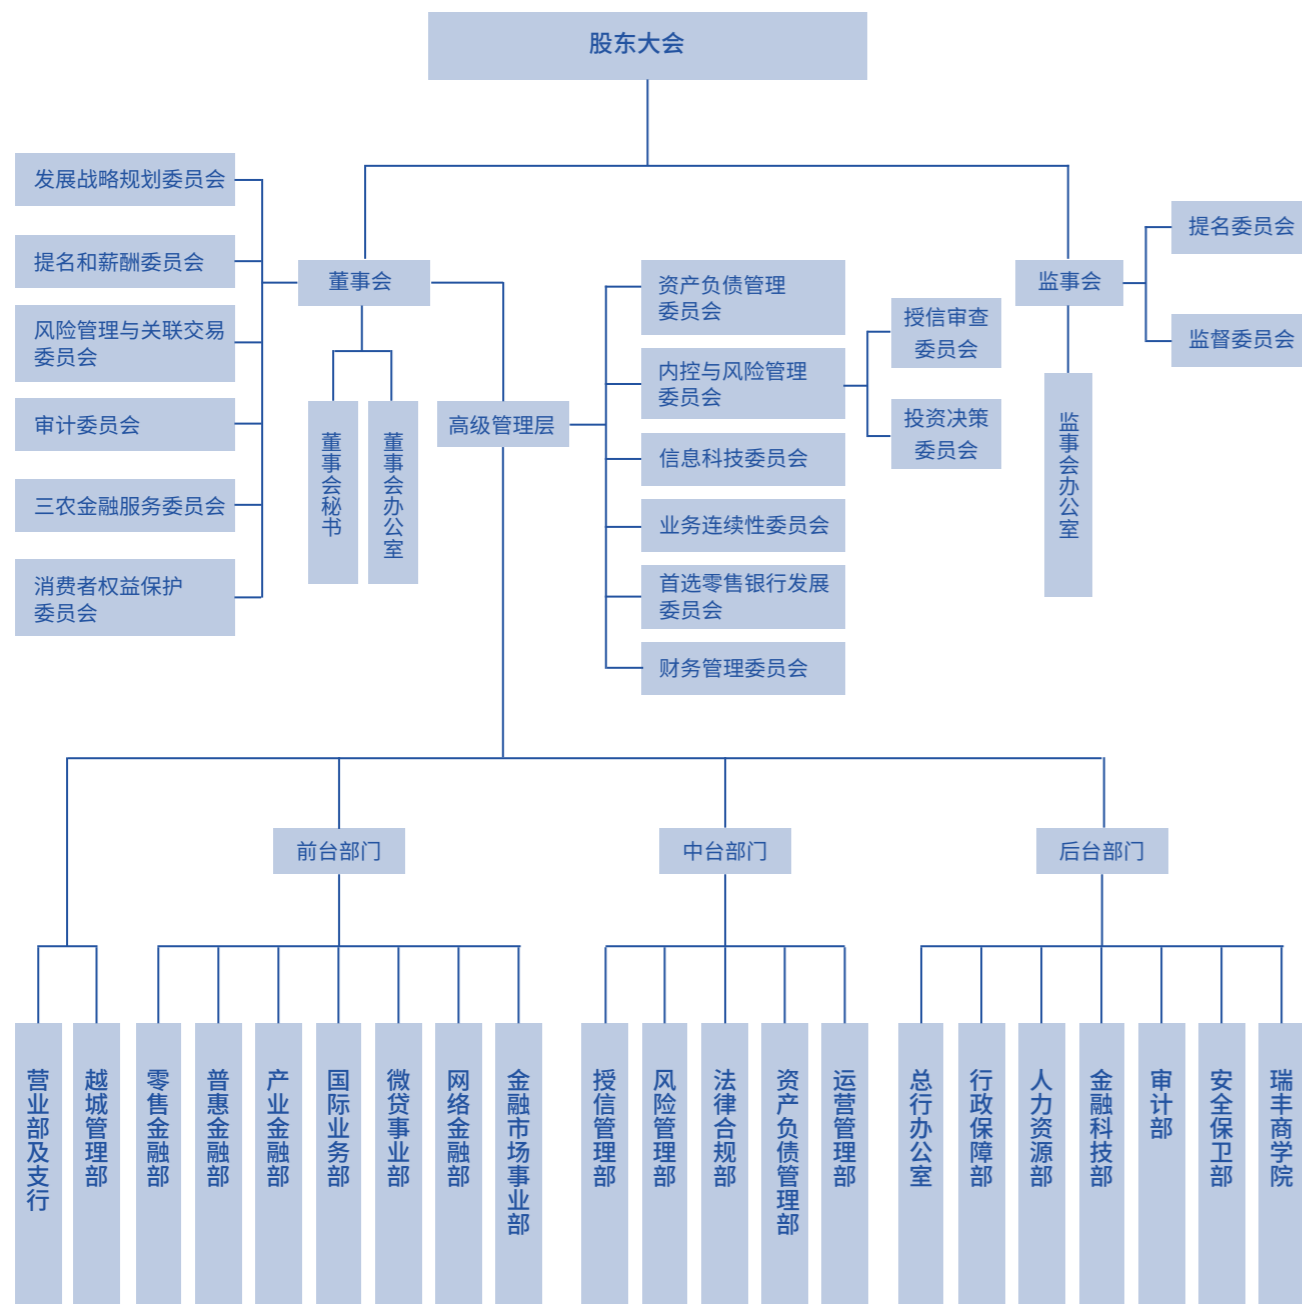 股东大会
发展战略规划委员会
提名和薪酬委员会
风险管理与关联交易
委员会
审计委员会
三农金融服务委员会
消费者权益保护
委员会
董事会
董事会秘书
董事会办公室
高级管理层
资产负债管理
委员会
内控与风险管理
委员会
信息科技委员会
业务连续性委员会
首选零售银行发展
委员会
财务管理委员会
授信审查
委员会
投资决策
委员会
监事会
监事会办公室
提名委员会
监督委员会
前台部门
中台部门
后台部门
营业部及支行
越城管理部
零售金融部
普惠金融部
产业金融部
国际业务部
微贷事业部
网络金融部
金融市场事业部
授信管理部
风险管理部
法律合规部
资产负债管理部
运营管理部
总行办公室
行政保障部
人力资源部
金融科技部
审计部
安全保卫部
瑞丰商学院